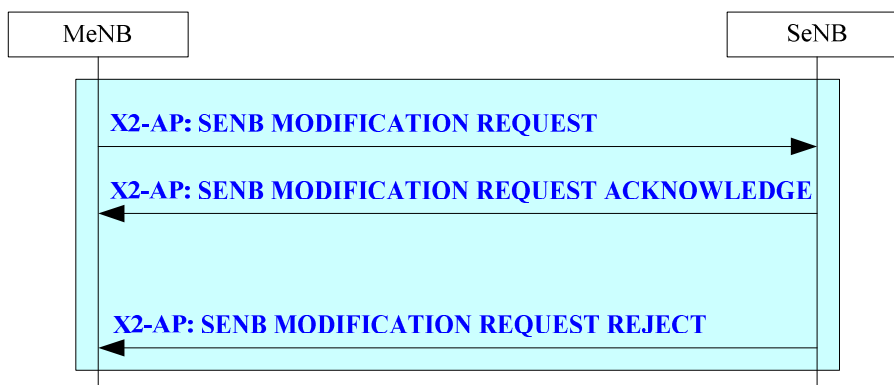 MeNB
SeNB
X2-AP: SENB MODIFICATION REQUEST
X2-AP: SENB MODIFICATION REQUEST ACKNOWLEDGE
X2-AP: SENB MODIFICATION REQUEST REJECT